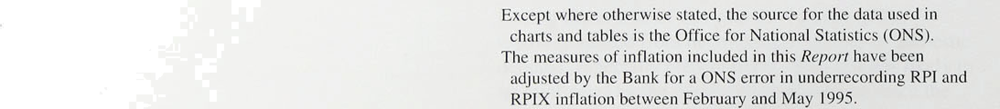 Except where otherwise stated, the source for the data used in
charts and tables is the Office for National Statistics (ONS).
The measures of inflation included in this Report have been
adjusted by the Bank for a ONS error in underrecording RPI and
RPIX inflation between February and May 1995.